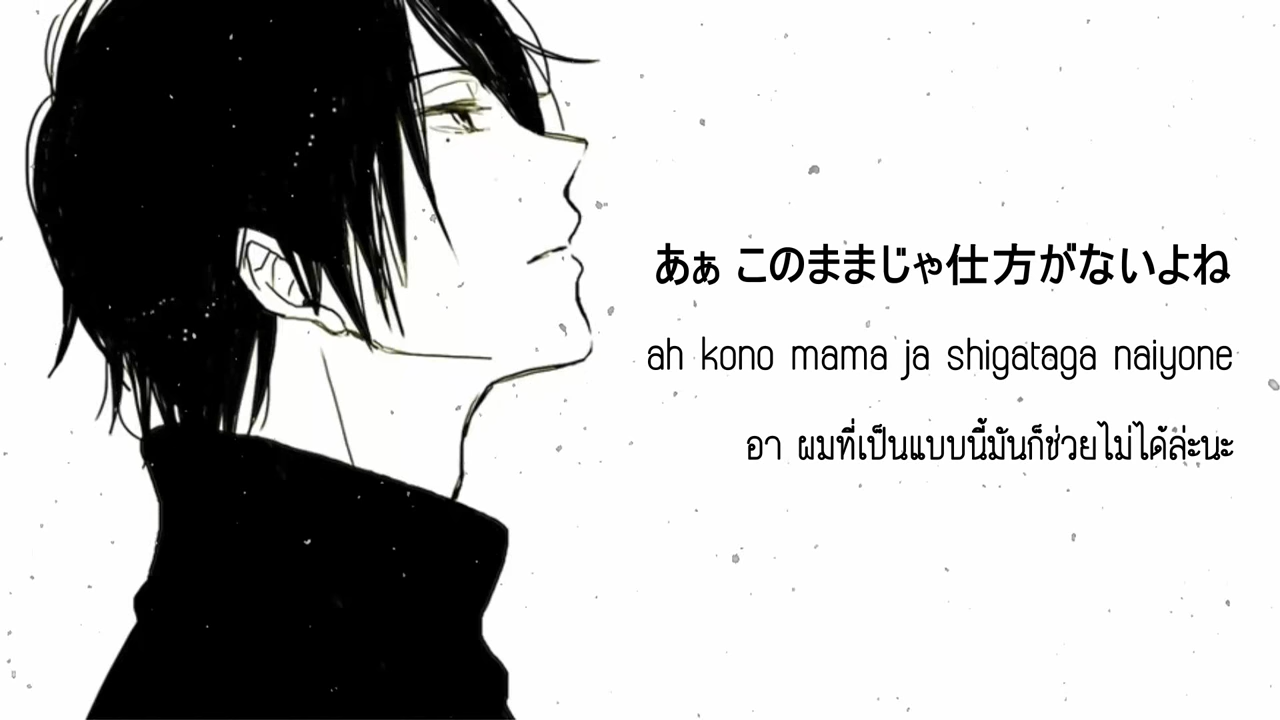 あぁ このままじゃ仕方がないよね
ah kono mama ja shigataga naiyone
อา ผมที่เป็นแบบนี้มันก็ช่วยไม่ได้ล่ะนะ